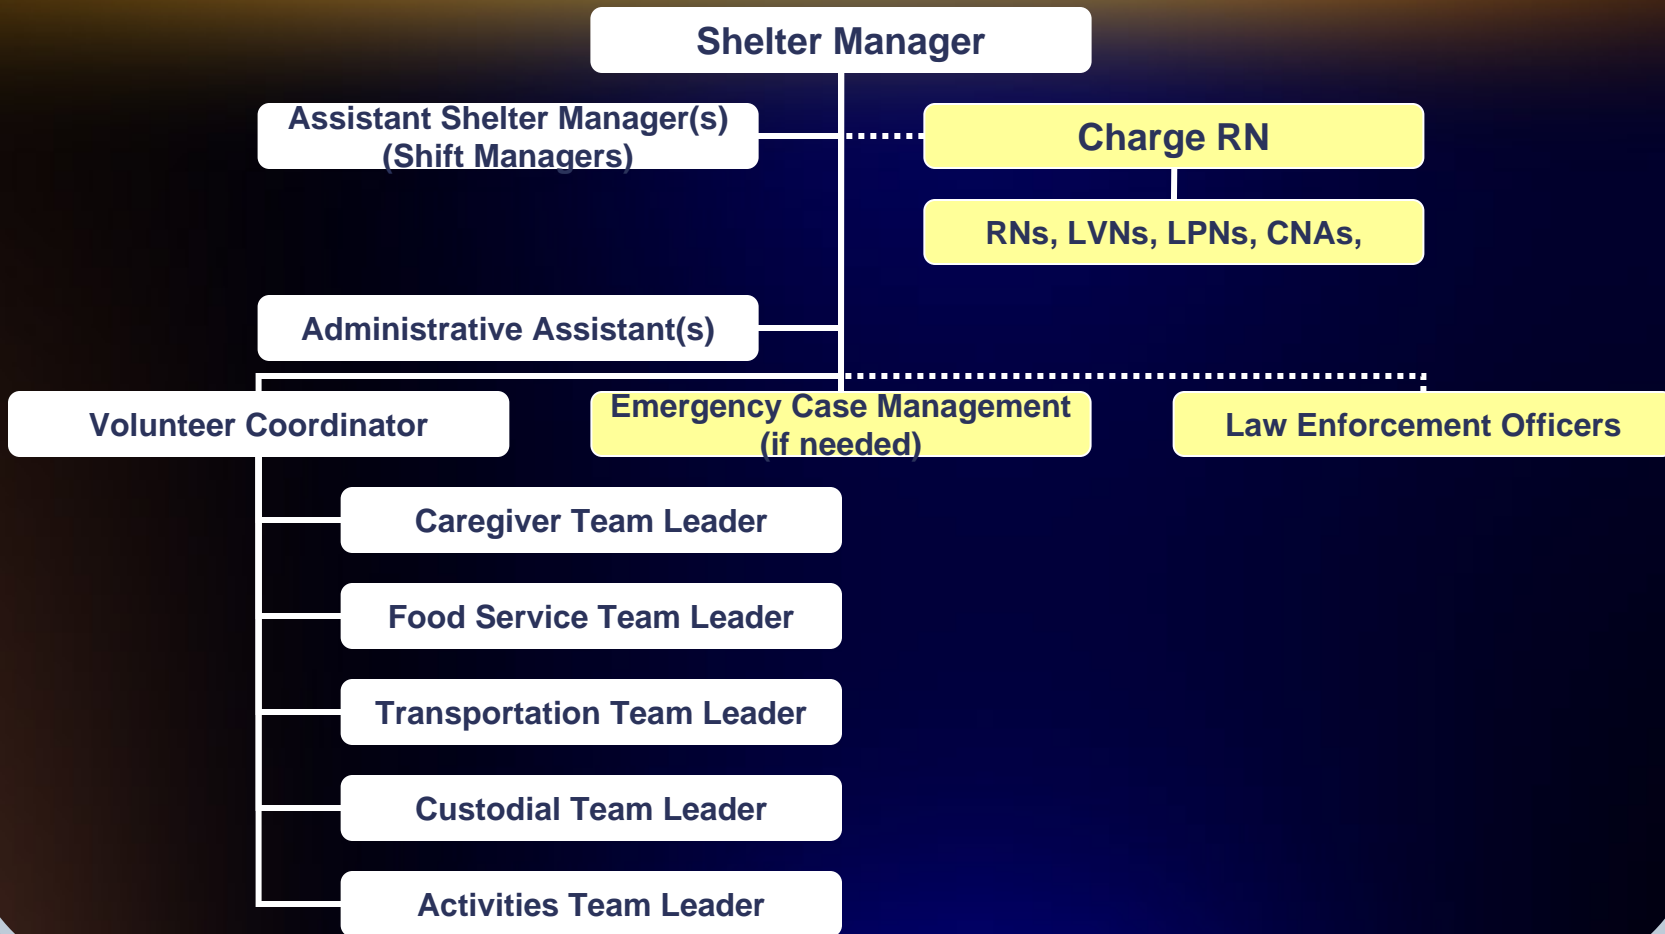 Shelter Manager
Assistant Shelter Manager(s)
(Shift Managers)
Charge RN
RNs, LVNs, LPNs, CNAs,
Administrative Assistant(s)
Volunteer Coordinator
Emergency Case Management
(if needed)
Law Enforcement Officers
Caregiver Team Leader
Food Service Team Leader
Transportation Team Leader
Custodial Team Leader
Activities Team Leader